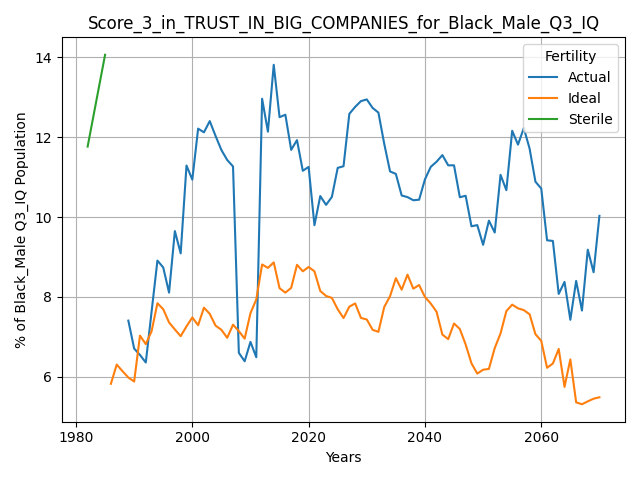 Score_3_in_TRUST_IN_BIG_COMPANIES_for_Black_Male_Q3_IQ
% of Black_Male Q3_IQ Population
14
12
10
8
6
Fertility
Actual
Ideal
Sterile
1980
2000
2020
2040
2060
Years